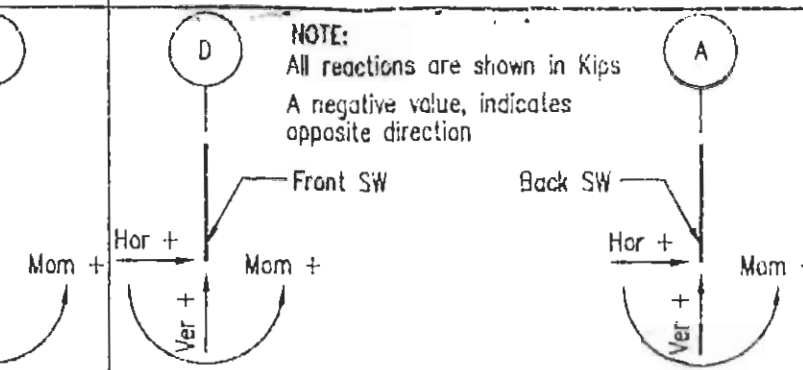 D
NOTE:
All reactions are shown in Kips
A negative value, indicates
opposite direction
A
Front SW
Back SW
Mom +
Hor +
Mom +
Ver +
Hor +
Mom +
Ver +